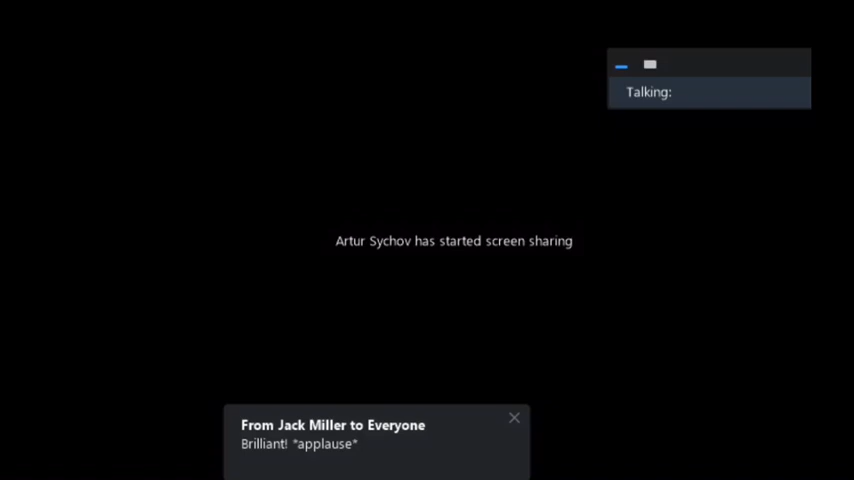 Talking:
Artur Sychov has started screen sharing
From Jack Miller to Everyone
Brilliant! *applause*